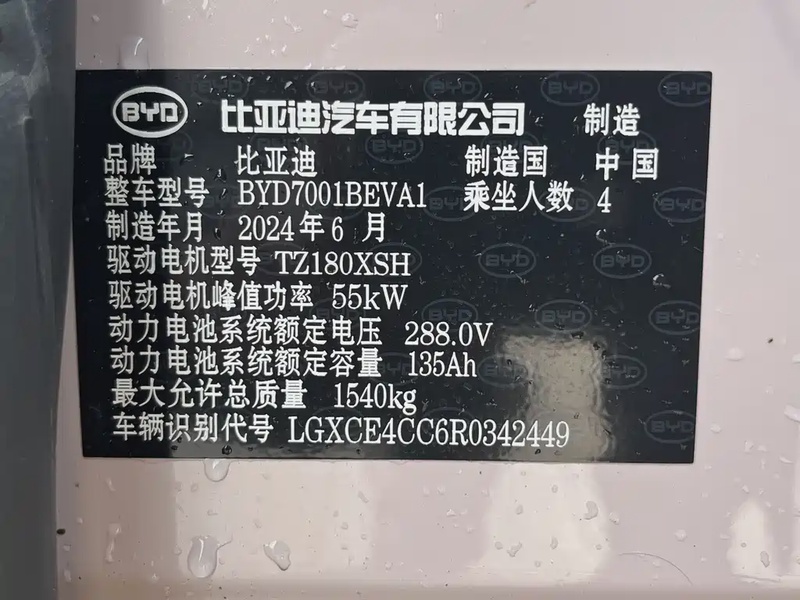 BYD 比亚迪汽车有限公司 制造
品牌 比亚迪 制造国 中国
整车型号 BYD7001BEVA1 乘坐人数 4
制造年月 2024年6月
驱动电机型号 TZ180XSH
驱动电机峰值功率 55kW
动力电池系统额定电压 288.0V
动力电池系统额定容量 135Ah
最大允许总质量 1540kg
车辆识别代号 LGXCE4CC6R0342449